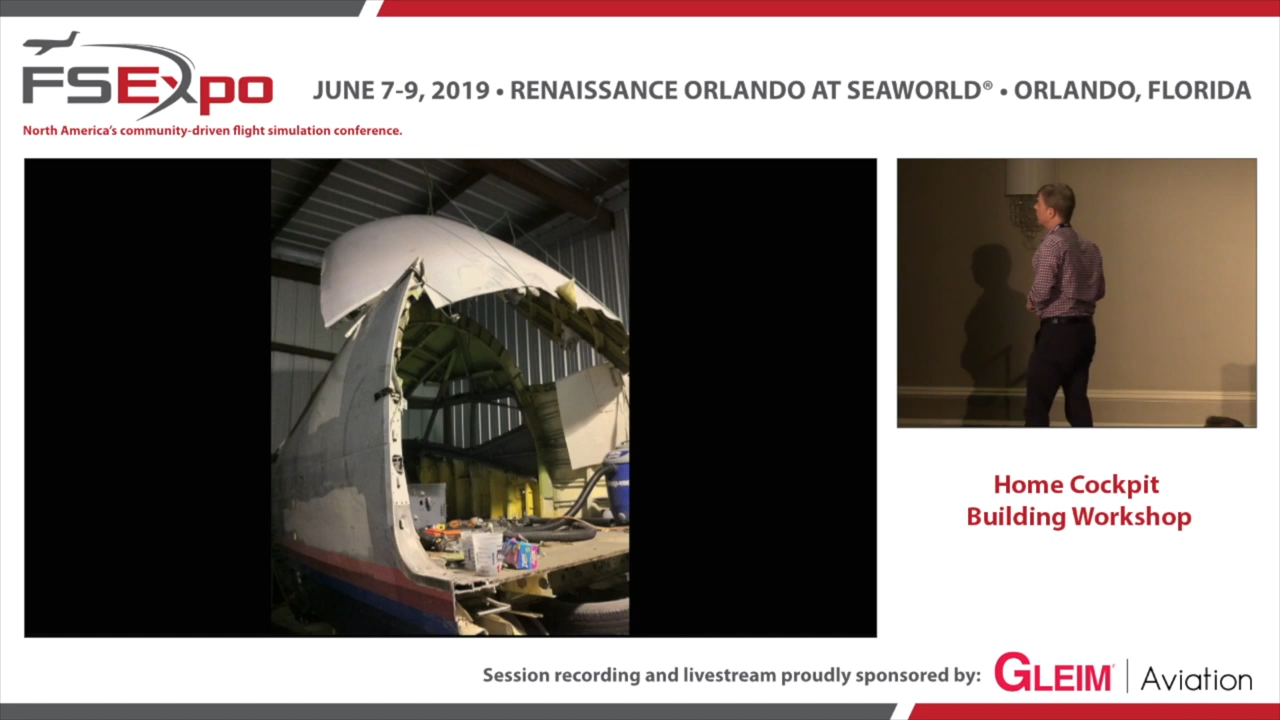 FSExpo
JUNE 7-9, 2019 • RENAISSANCE ORLANDO AT SEAWORLD® • ORLANDO, FLORIDA
North America's community-driven flight simulation conference.
Home Cockpit
Building Workshop
Session recording and livestream proudly sponsored by:
GLEIM® | Aviation